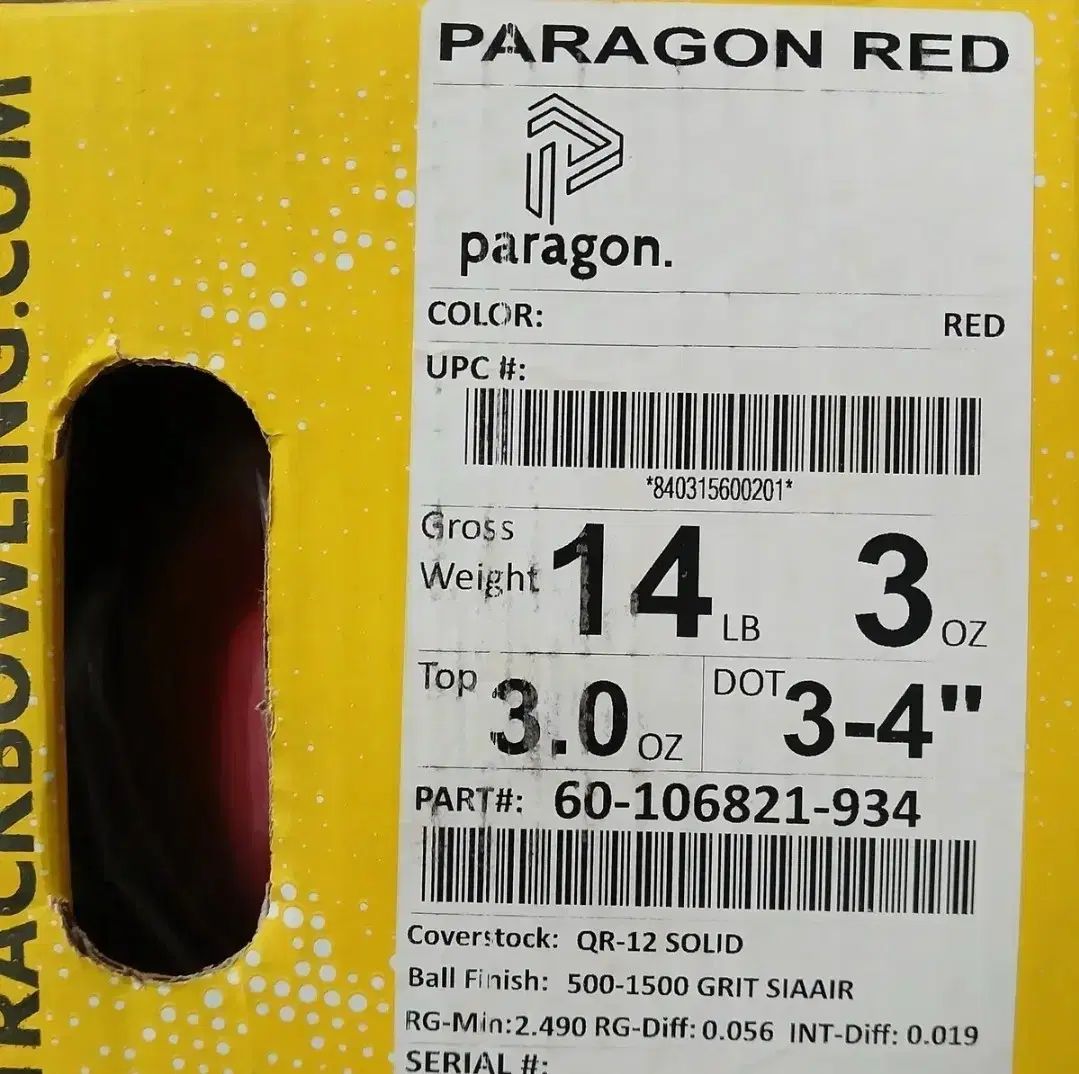 TRACKBOWLING.COM
PARAGON RED
paragon.
COLOR: RED
UPC #:
*840315600201*
Gross Weight 14 LB 3 OZ
Top 3.0 OZ DOT 3-4"
PART#: 60-106821-934
Coverstock: QR-12 SOLID
Ball Finish: 500-1500 GRIT SIAAIR
RG-Min:2.490 RG-Diff: 0.056 INT-Diff: 0.019
SERIAL #: